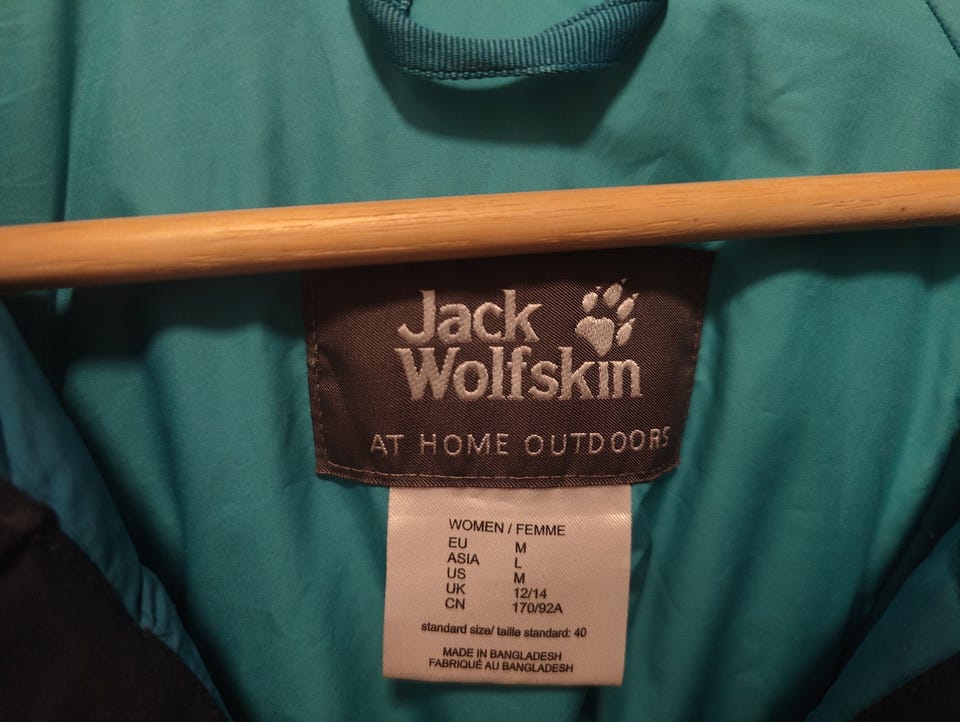 Jack
Wolfskin
AT HOME OUTDOORS
WOMEN / FEMME
EU M
ASIA L
US M
UK 12/14
CN 170/92A
standard size/ taille standard: 40
MADE IN BANGLADESH
FABRIQUÉ AU BANGLADESH